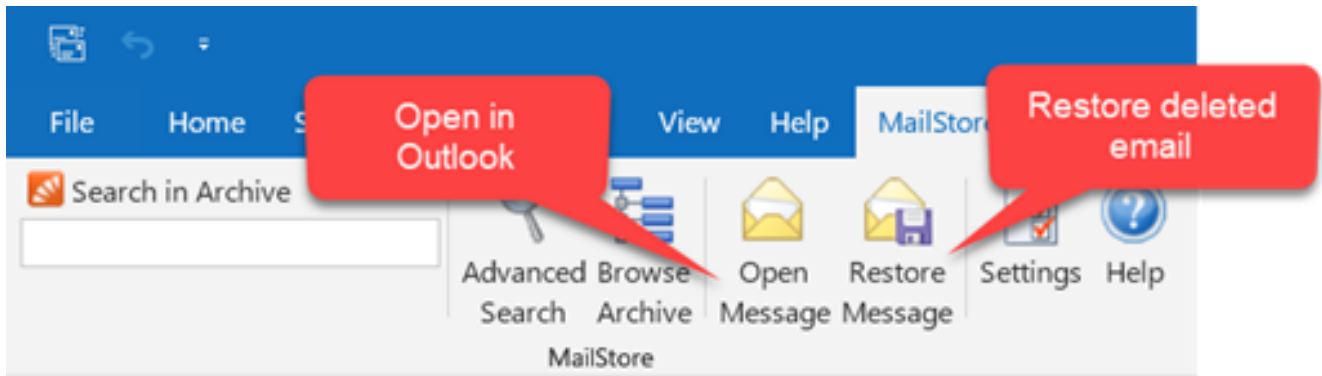 Open in
Outlook
Restore deleted
email
File Home View Help
Search in Archive
Advanced Browse Open Restore Settings Help
Search Archive Message Message
MailStore